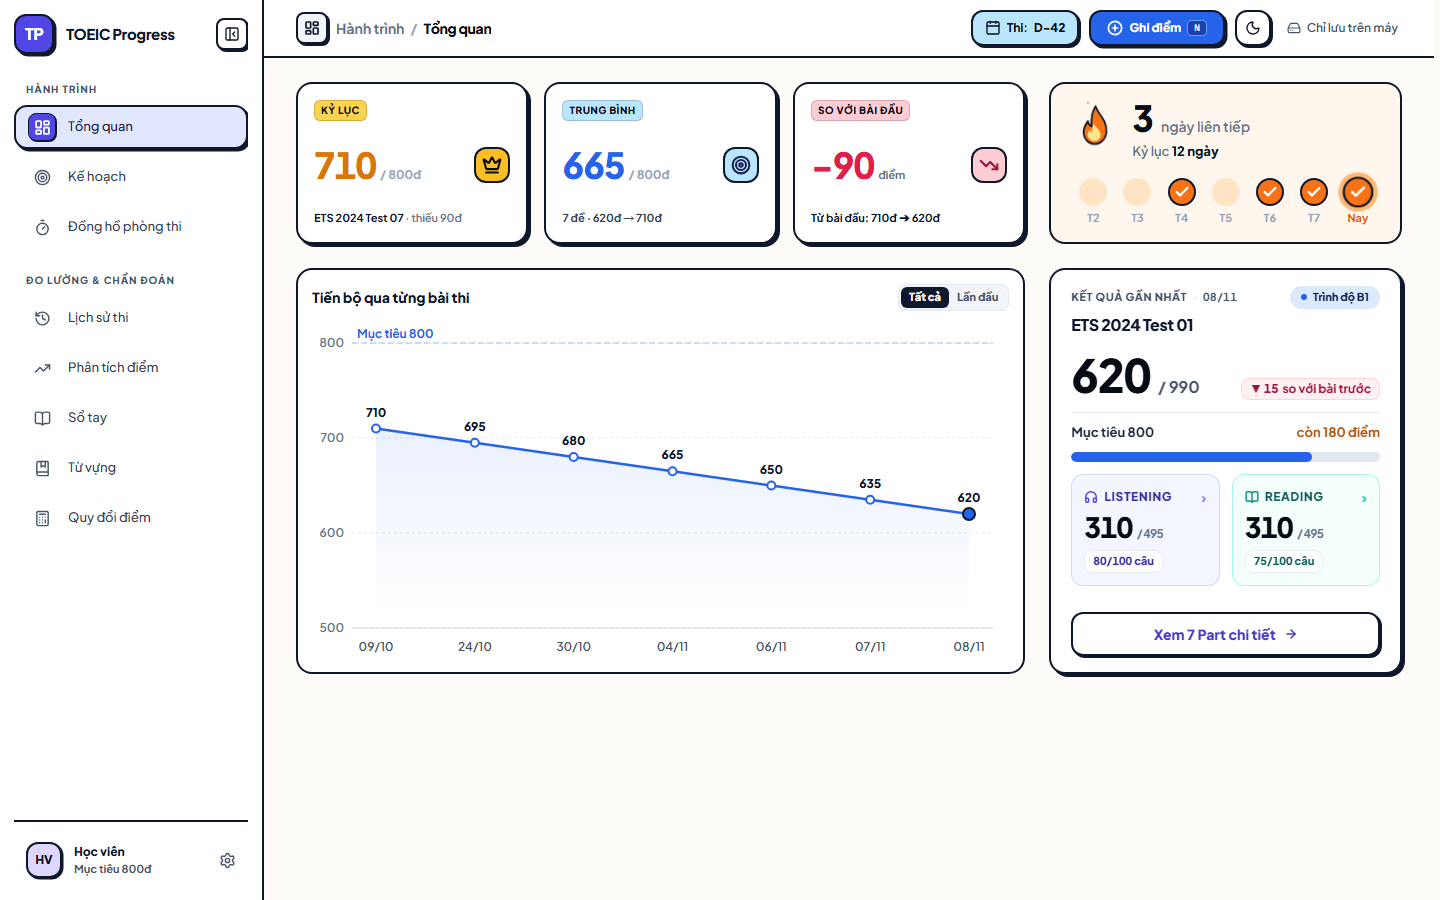 TP TOEIC Progress
HÀNH TRÌNH
Tổng quan
Kế hoạch
Đồng hồ phòng thi
ĐO LƯỜNG & CHẨN ĐOÁN
Lịch sử thi
Phân tích điểm
Sổ tay
Từ vựng
Quy đổi điểm
HV Học viên
Mục tiêu 800đ
Hành trình / Tổng quan
Thi: D-42
Ghi điểm N
Chỉ lưu trên máy
KỶ LỤC
710 / 800đ
ETS 2024 Test 07 · thiếu 90đ
TRUNG BÌNH
665 / 800đ
7 đề · 620đ → 710đ
SO VỚI BÀI ĐẦU
−90 điểm
Từ bài đầu: 710đ ➔ 620đ
3 ngày liên tiếp
Kỷ lục 12 ngày
T2 T3 T4 T5 T6 T7 Nay
Tiến bộ qua từng bài thi
Tất cả Lần đầu
Mục tiêu 800
800
700
600
500
710 695 680 665 650 635 620
09/10 24/10 30/10 04/11 06/11 07/11 08/11
KẾT QUẢ GẦN NHẤT · 08/11
Trình độ B1
ETS 2024 Test 01
620 / 990
▼ 15 so với bài trước
Mục tiêu 800 còn 180 điểm
LISTENING ›
310 /495
80/100 câu
READING ›
310 /495
75/100 câu
Xem 7 Part chi tiết →